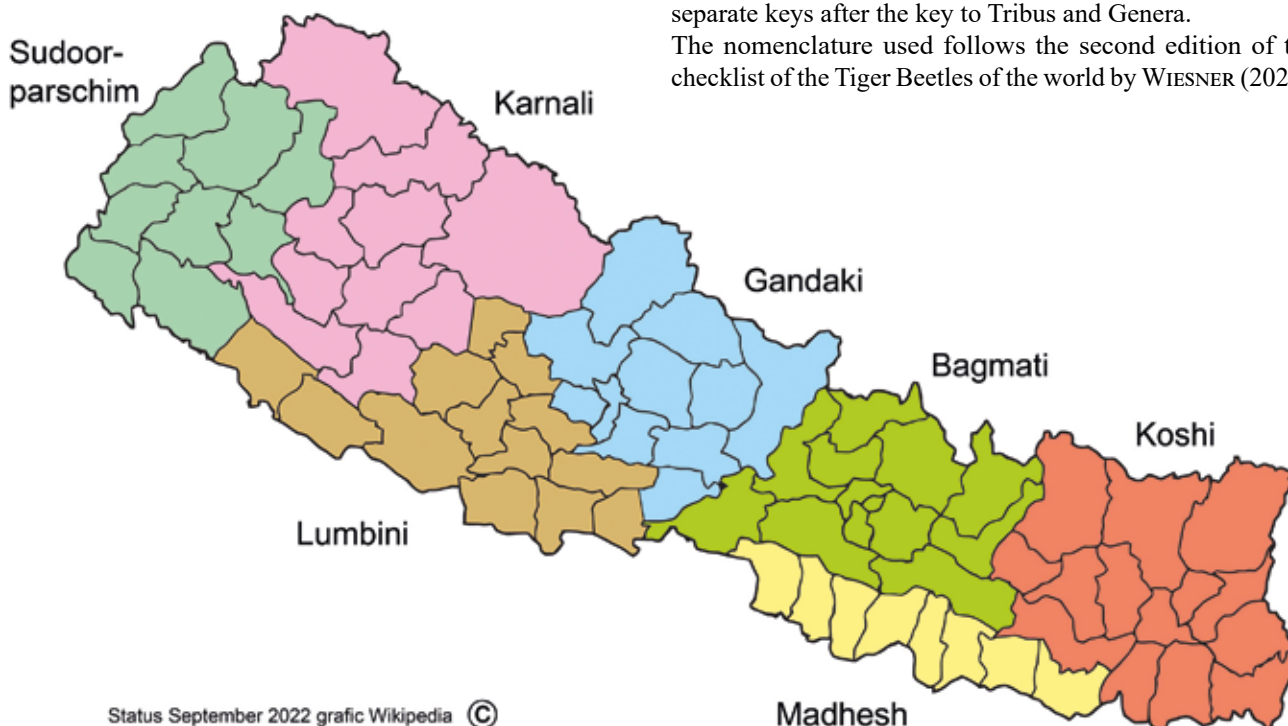 separate keys after the key to Tribus and Genera.
The nomenclature used follows the second edition of
checklist of the Tiger Beetles of the world by WIESNER
Sudoor-
parschim
Karnali
Gandaki
Bagmati
Koshi
Lumbini
Madhesh
Status September 2022 grafic Wikipedia ©